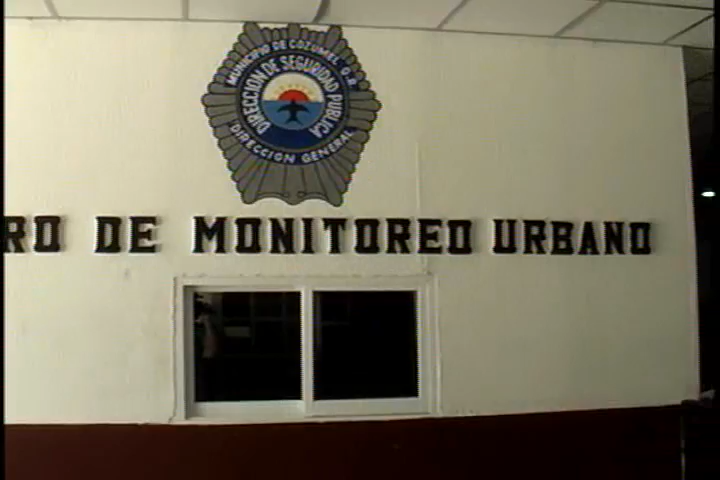 MUNICIPIO DE COZUMEL Q.R.
DIRECCION DE SEGURIDAD PUBLICA
DIRECCION GENERAL
RO DE MONITOREO URBANO